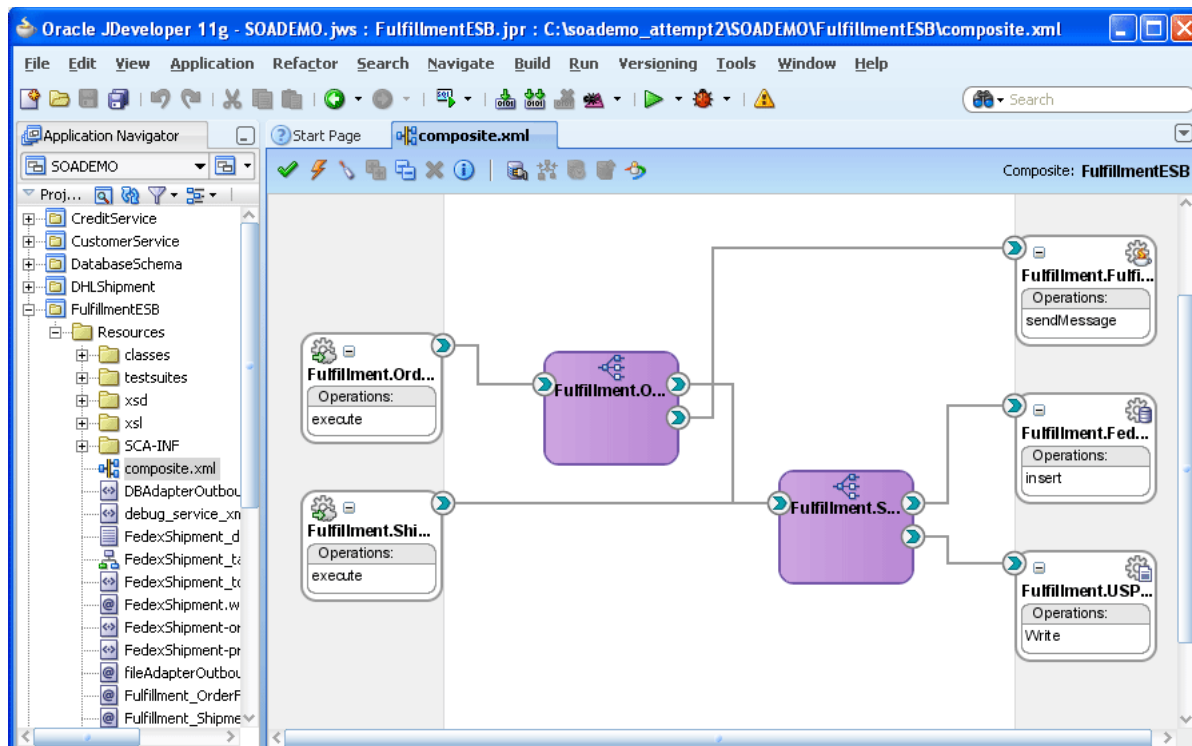 Oracle JDeveloper 11g - SOADEMO.jws : FulfillmentESB.jpr : C:\soademo_attempt2\SOADEMO\FulfillmentESB\composite.xml
File Edit View Application Refactor Search Navigate Build Run Versioning Tools Window Help
Search
Application Navigator
Start Page
composite.xml
SOADEMO
Composite: FulfillmentESB
Proj...
CreditService
CustomerService
DatabaseSchema
DHLShipment
FulfillmentESB
Resources
classes
testsuites
xsd
xsl
SCA-INF
composite.xml
DBAdapterOutbou
debug_service_xn
FedexShipment_d
FedexShipment_ta
FedexShipment_to
FedexShipment.w
FedexShipment-or
FedexShipment-pr
fileAdapterOutbou
Fulfillment_OrderF
Fulfillment_Shipme
Fulfillment.Ord...
Operations:
execute
Fulfillment.Shi...
Operations:
execute
Fulfillment.O...
Fulfillment.S...
Fulfillment.Fulfi...
Operations:
sendMessage
Fulfillment.Fed...
Operations:
insert
Fulfillment.USP...
Operations:
Write